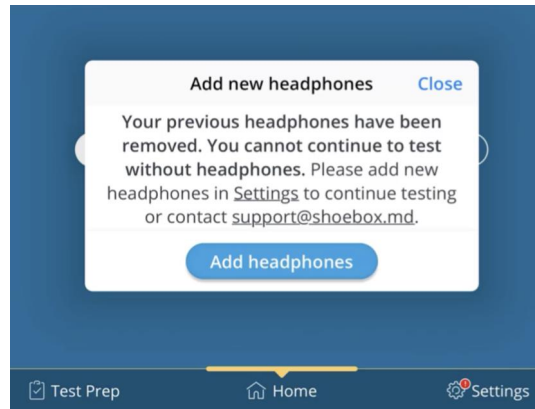 Add new headphones
Close
Your previous headphones have been
removed. You cannot continue to test
without headphones. Please add new
headphones in Settings to continue testing
or contact support@shoebox.md.
Add headphones
Test Prep
Home
Settings